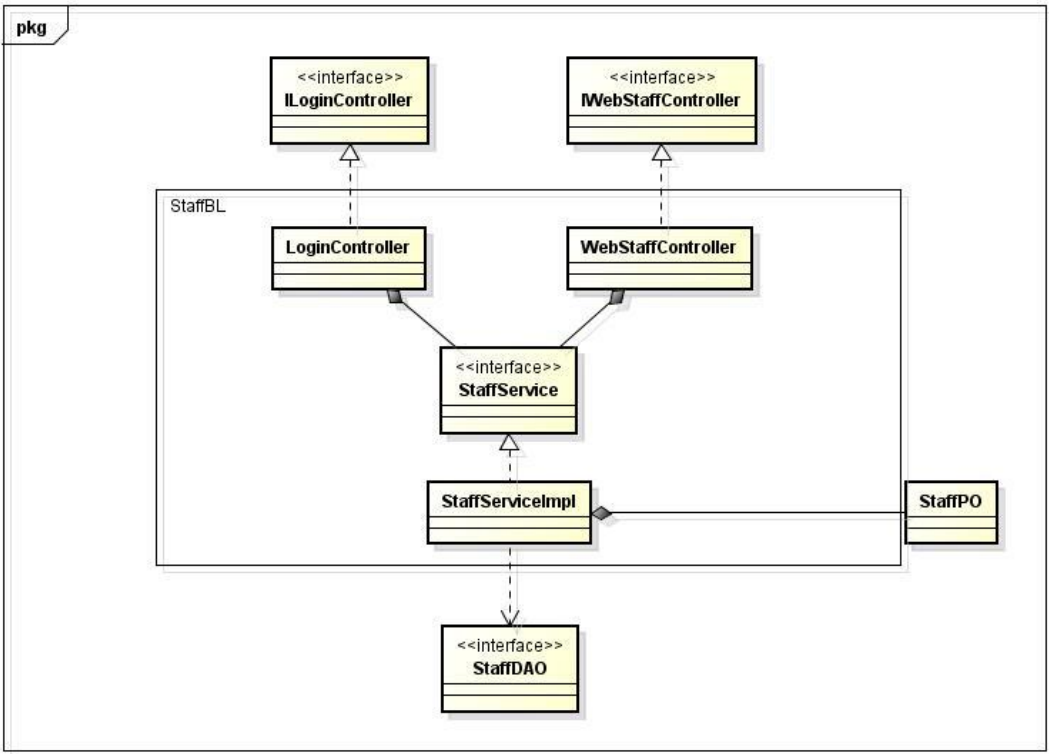 pkg
<<interface>>
ILoginController
<<interface>>
IWebStaffController
StaffBL
LoginController
WebStaffController
<<interface>>
StaffService
StaffServiceImpl
StaffPO
<<interface>>
StaffDAO